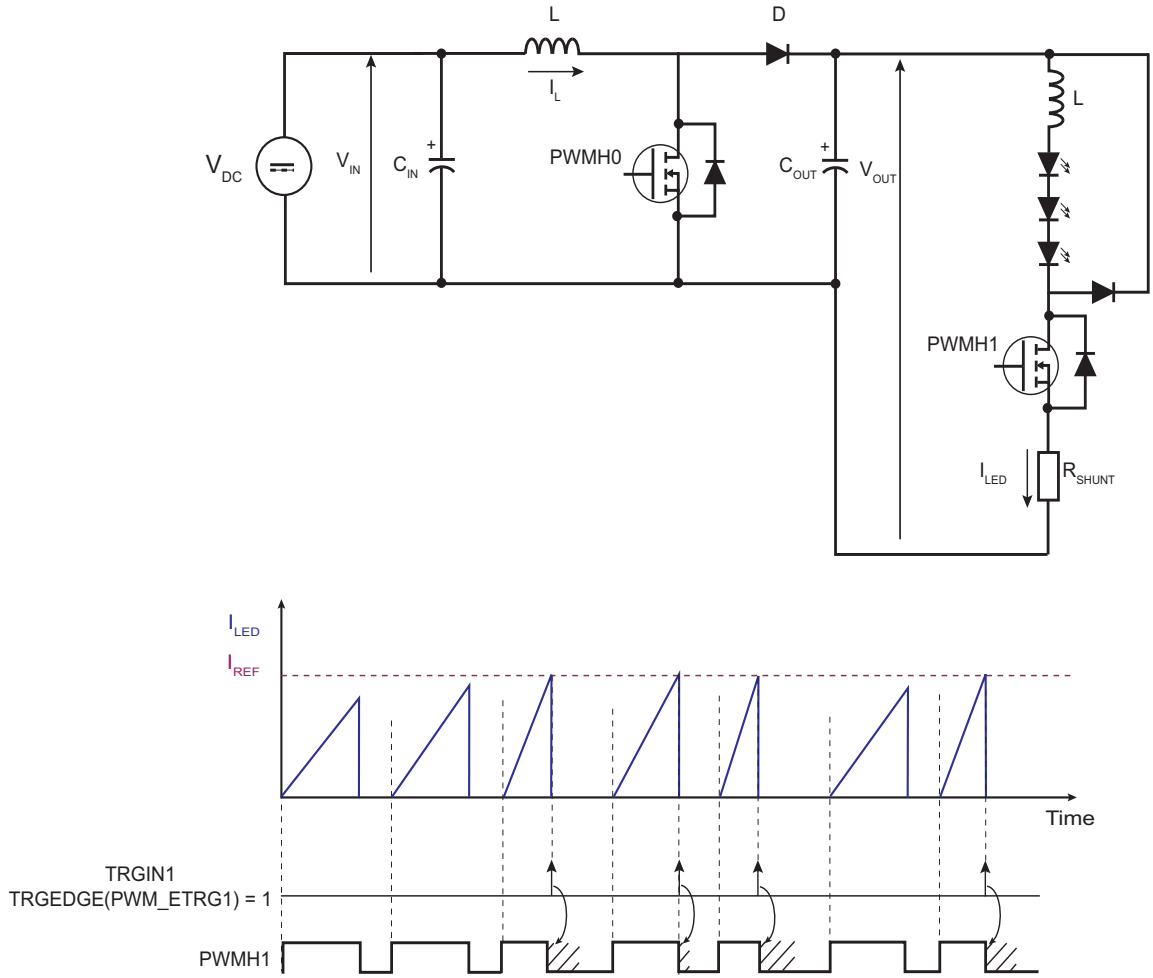 L
D
I_L
V_DC
V_IN
+
C_IN
PWMH0
+
C_OUT
V_OUT
L
PWMH1
I_LED
R_SHUNT
I_LED
I_REF
Time
TRGIN1
TRGEDGE(PWM_ETRG1) = 1
PWMH1